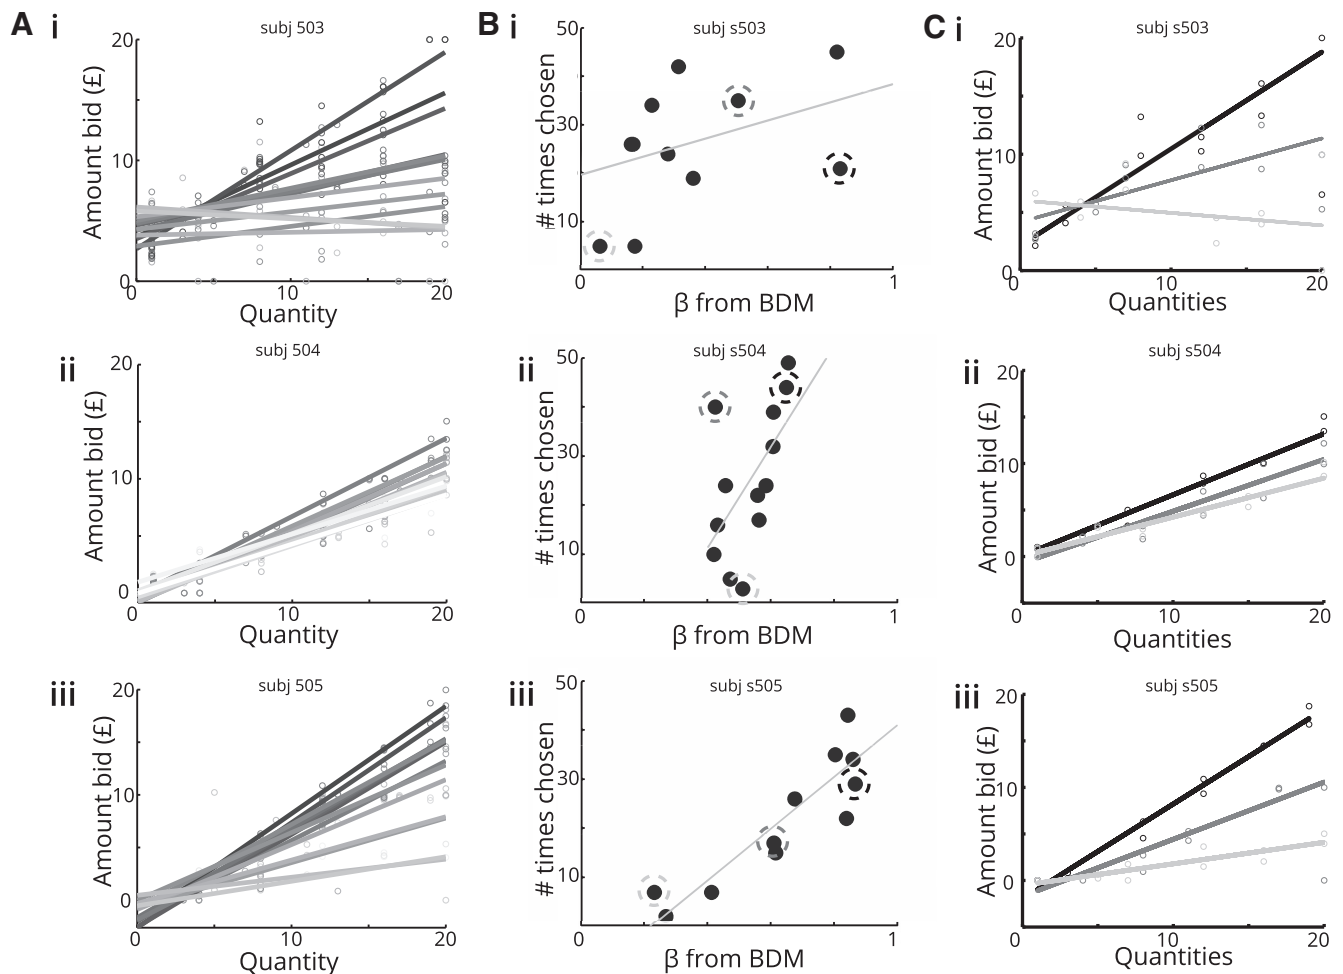 A i
subj 503
Amount bid (£)
20
10
0
0 10 20
Quantity
B i
subj s503
# times chosen
50
30
10
0 1
β from BDM
C i
subj s503
Amount bid (£)
20
10
0
0 10 20
Quantities
ii
subj 504
Amount bid (£)
20
10
0
0 10 20
Quantity
ii
subj s504
# times chosen
50
30
10
0 1
β from BDM
ii
subj s504
Amount bid (£)
20
10
0
0 10 20
Quantities
iii
subj 505
Amount bid (£)
20
10
0
0 10 20
Quantity
iii
subj s505
# times chosen
50
30
10
0 1
β from BDM
iii
subj s505
Amount bid (£)
20
10
0
0 10 20
Quantities